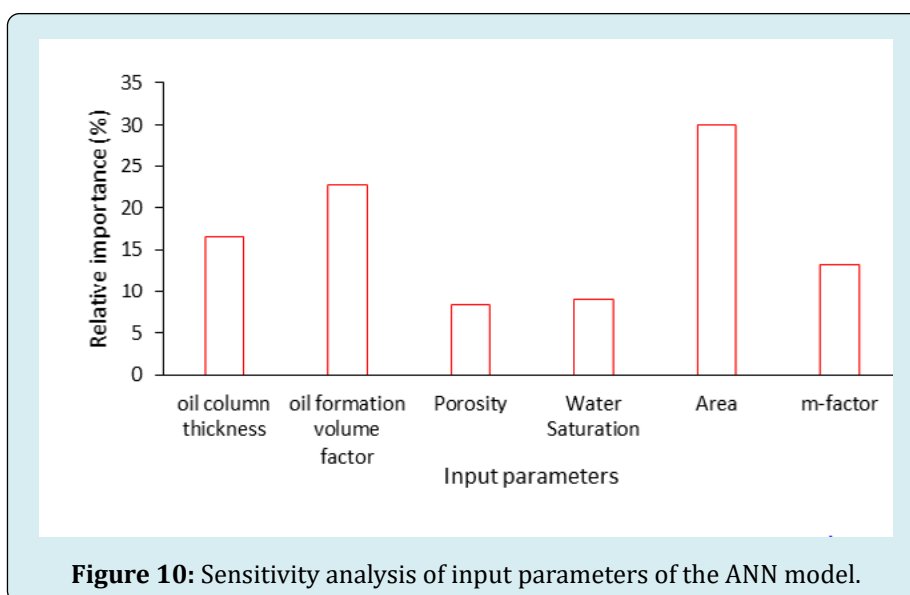 Relative importance (%)
35
30
25
20
15
10
5
0
oil column
thickness
oil formation
volume
factor
Porosity
Water
Saturation
Area
m-factor
Input parameters
Figure 10: Sensitivity analysis of input parameters of the ANN model.